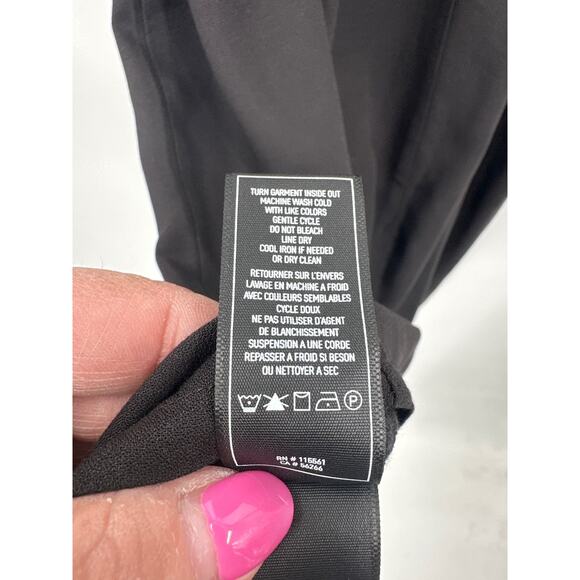 TURN GARMENT INSIDE OUT
MACHINE WASH COLD
WITH LIKE COLORS
GENTLE CYCLE
DO NOT BLEACH
LINE DRY
COOL IRON IF NEEDED
OR DRY CLEAN
RETOURNER SUR L'ENVERS
LAVAGE EN MACHINE A FROID
AVEC COULEURS SEMBLABLES
CYCLE DOUX
NE PAS UTILISER D'AGENT
DE BLANCHISSEMENT
SUSPENSION A UNE CORDE
REPASSER A FROID SI BESON
OU NETTOYER A SEC
P
RN # 115561
CA # 56266